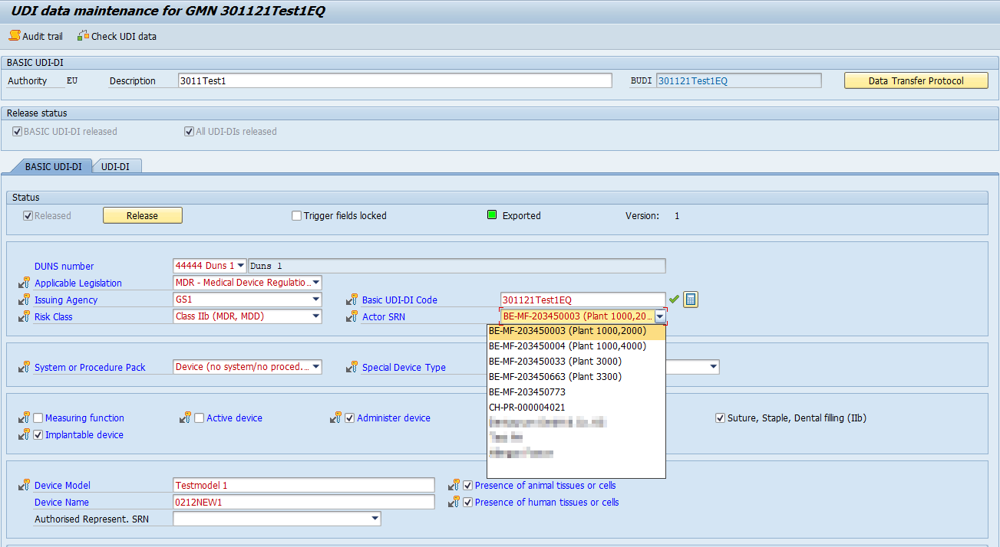 UDI data maintenance for GMN 301121Test1EQ
Audit trail Check UDI data
BASIC UDI-DI
Authority EU Description 3011Test1 BUDI 301121Test1EQ Data Transfer Protocol
Release status
BASIC UDI-DI released All UDI-DIs released
BASIC UDI-DI UDI-DI
Status
Released Release Trigger fields locked Exported Version: 1
DUNS number 44444 Duns 1 Duns 1
Applicable Legislation MDR - Medical Device Regulatio...
Issuing Agency GS1 Basic UDI-DI Code 301121Test1EQ
Risk Class Class IIb (MDR, MDD) Actor SRN BE-MF-203450003 (Plant 1000,20...
BE-MF-203450003 (Plant 1000,2000)
BE-MF-203450004 (Plant 1000,4000)
BE-MF-203450033 (Plant 3000)
BE-MF-203450663 (Plant 3300)
BE-MF-203450773
CH-PR-000004021
System or Procedure Pack Device (no system/no proced... Special Device Type
Measuring function Active device Administer device Suture, Staple, Dental filling (IIb)
Implantable device
Device Model Testmodel 1 Presence of animal tissues or cells
Device Name 0212NEW1 Presence of human tissues or cells
Authorised Represent. SRN